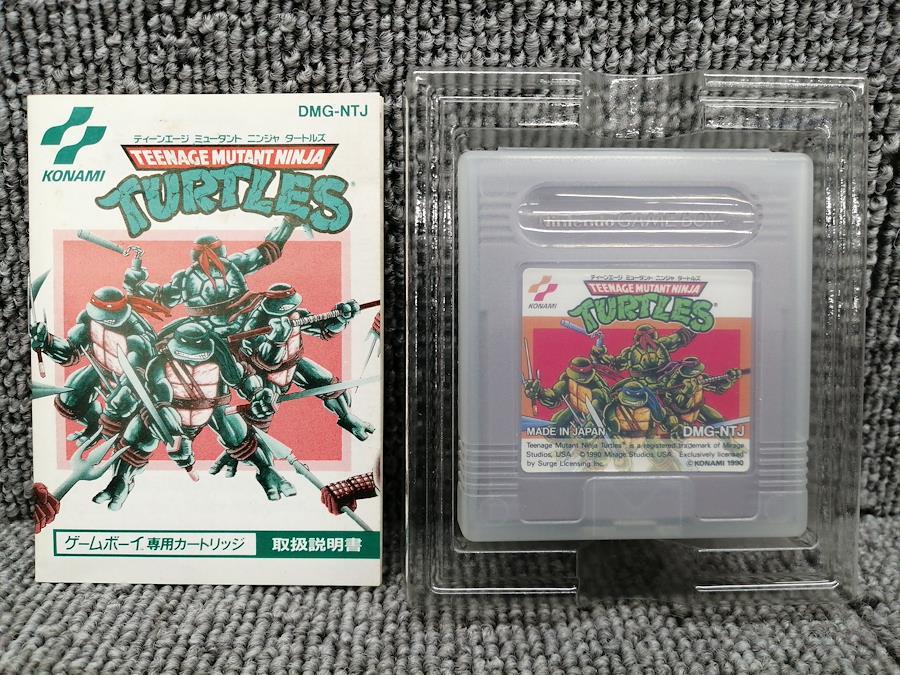 DMG-NTJ
KONAMI
ティーンエージ ミュータント ニンジャ タートルズ
TEENAGE MUTANT NINJA
TURTLES®
ゲームボーイ™専用カートリッジ
取扱説明書
Nintendo GAME BOY
ティーンエージ ミュータント ニンジャ タートルズ
KONAMI
TEENAGE MUTANT NINJA
TURTLES®
MADE IN JAPAN
DMG-NTJ
Teenage Mutant Ninja Turtles® is a registered trademark of Mirage
Studios, USA ©1990 Mirage Studios, USA. Exclusively licensed
by Surge Licensing Inc.
©KONAMI 1990